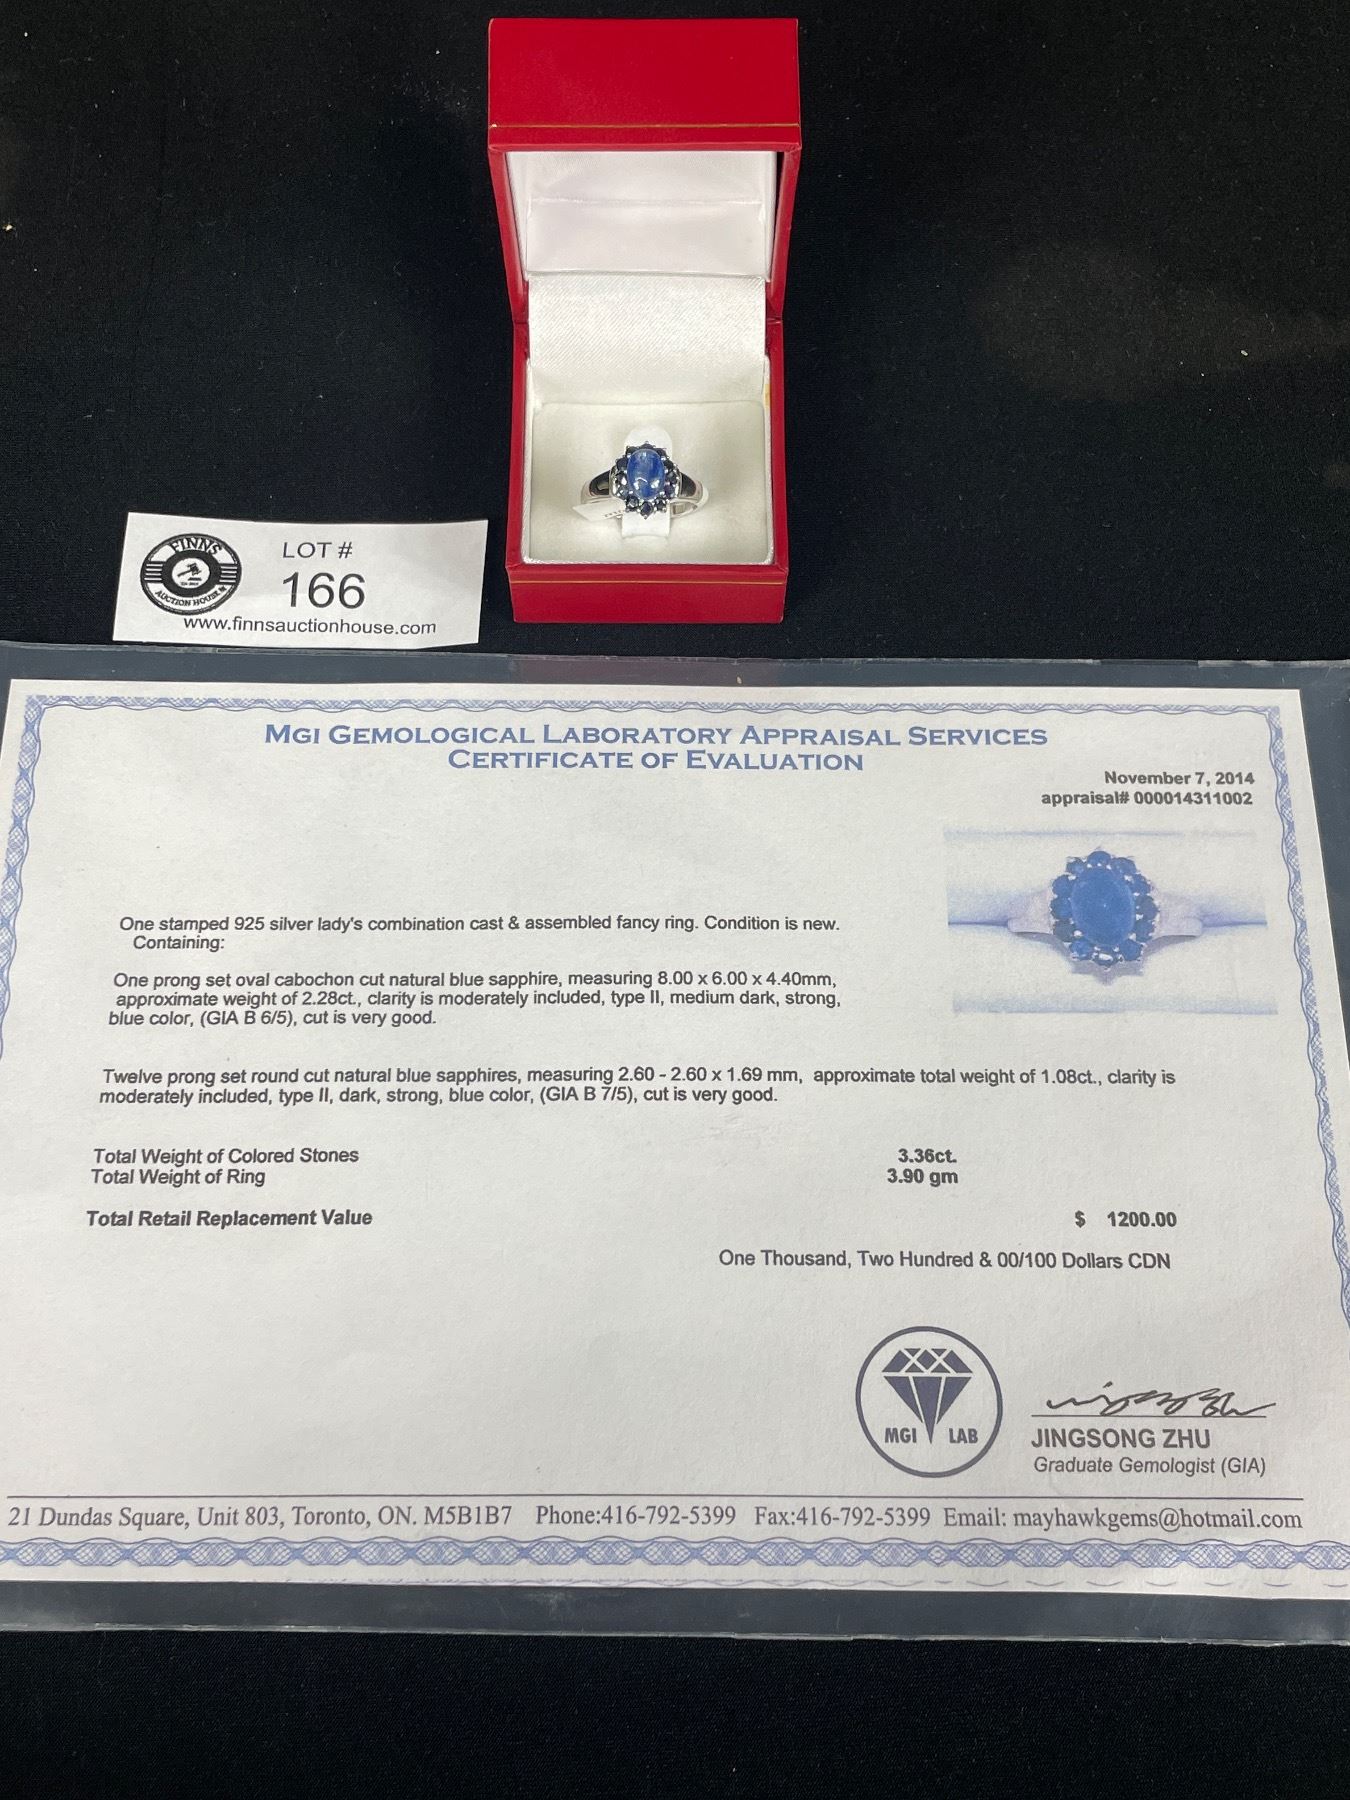 FINNS
AUCTION HOUSE
LOT #
166
www.finnsauctionhouse.com
MGI GEMOLOGICAL LABORATORY APPRAISAL SERVICES
CERTIFICATE OF EVALUATION
November 7, 2014
appraisal# 000014311002
One stamped 925 silver lady's combination cast & assembled fancy ring. Condition is new.
Containing:
One prong set oval cabochon cut natural blue sapphire, measuring 8.00 x 6.00 x 4.40mm,
approximate weight of 2.28ct., clarity is moderately included, type II, medium dark, strong,
blue color, (GIA B 6/5), cut is very good.
Twelve prong set round cut natural blue sapphires, measuring 2.60 - 2.60 x 1.69 mm, approximate total weight of 1.08ct., clarity is
moderately included, type II, dark, strong, blue color, (GIA B 7/5), cut is very good.
Total Weight of Colored Stones 3.36ct.
Total Weight of Ring 3.90 gm
Total Retail Replacement Value $ 1200.00
One Thousand, Two Hundred & 00/100 Dollars CDN
MGI LAB
JINGSONG ZHU
Graduate Gemologist (GIA)
21 Dundas Square, Unit 803, Toronto, ON. M5B1B7 Phone:416-792-5399 Fax:416-792-5399 Email: mayhawkgems@hotmail.com